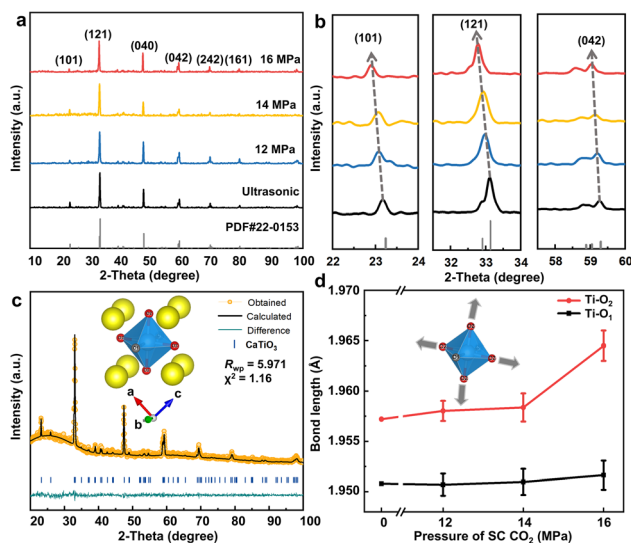 a
(121)
(101)
(040)
(042)
(242)
(161)
16 MPa
14 MPa
12 MPa
Ultrasonic
PDF#22-0153
Intensity (a.u.)
10 20 30 40 50 60 70 80 90 100
2-Theta (degree)
b
(101)
(121)
(042)
Intensity (a.u.)
22 23 24
32 33 34
58 59 60
2-Theta (degree)
c
Obtained
Calculated
Difference
CaTiO3
Rwp = 5.971
χ² = 1.16
a
c
b
Ti
Intensity (a.u.)
20 30 40 50 60 70 80 90 100
2-Theta (degree)
d
1.970
1.965
1.960
1.955
1.950
Bond length (Å)
Ti-O2
Ti-O1
0 12 14 16
Pressure of SC CO2 (MPa)